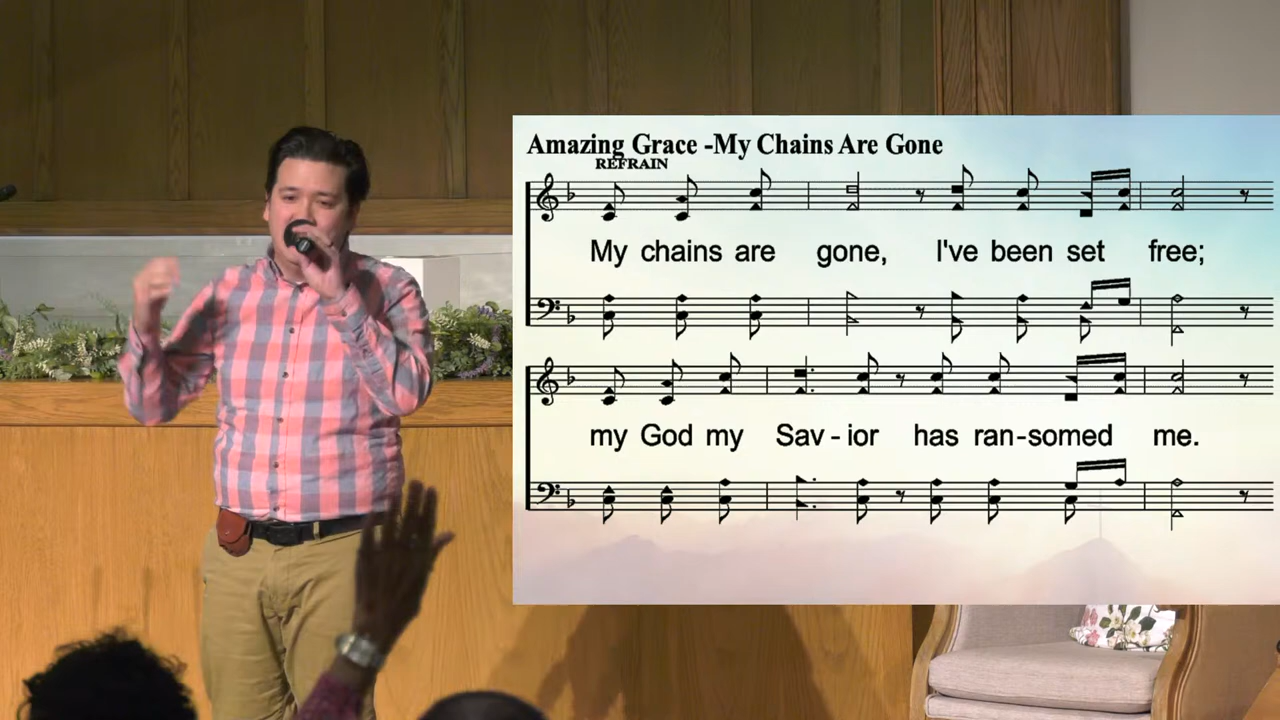 Amazing Grace -My Chains Are Gone
REFRAIN
My chains are gone, I've been set free;
my God my Sav - ior has ran-somed me.